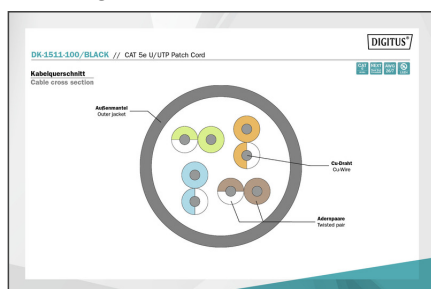 DIGITUS®
DK-1511-100/BLACK // CAT 5e U/UTP Patch Cord
Kabelquerschnitt
Cable cross section
Außenmantel
Outer jacket
Cu-Draht
Cu-Wire
Adernpaare
Twisted pair